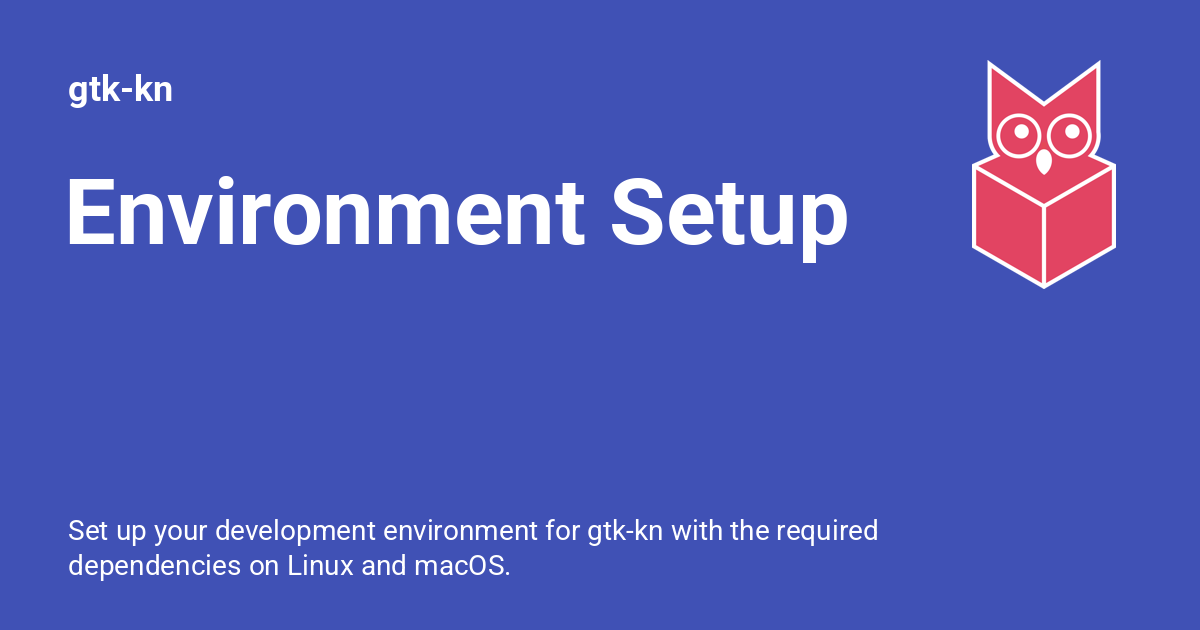 gtk-kn
Environment Setup
Set up your development environment for gtk-kn with the required
dependencies on Linux and macOS.